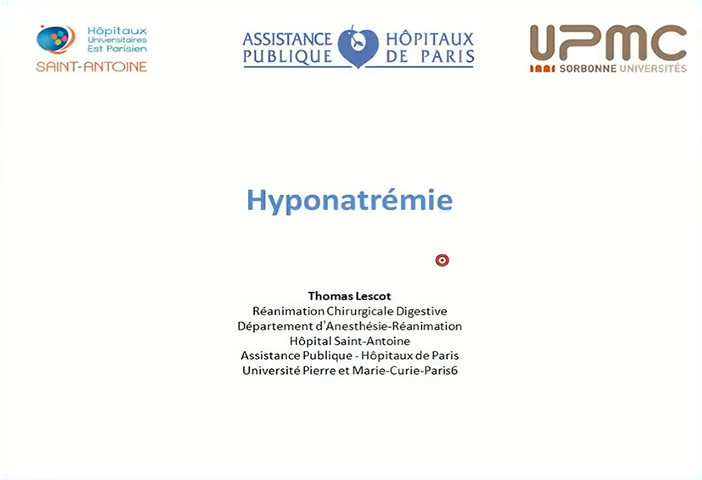 Hôpitaux
Universitaires
Est Parisien
SAINT-ANTOINE
ASSISTANCE
PUBLIQUE
HÔPITAUX
DE PARIS
UPMC
SORBONNE UNIVERSITÉS
Hyponatrémie
Thomas Lescot
Réanimation Chirurgicale Digestive
Département d'Anesthésie-Réanimation
Hôpital Saint-Antoine
Assistance Publique - Hôpitaux de Paris
Université Pierre et Marie-Curie-Paris6